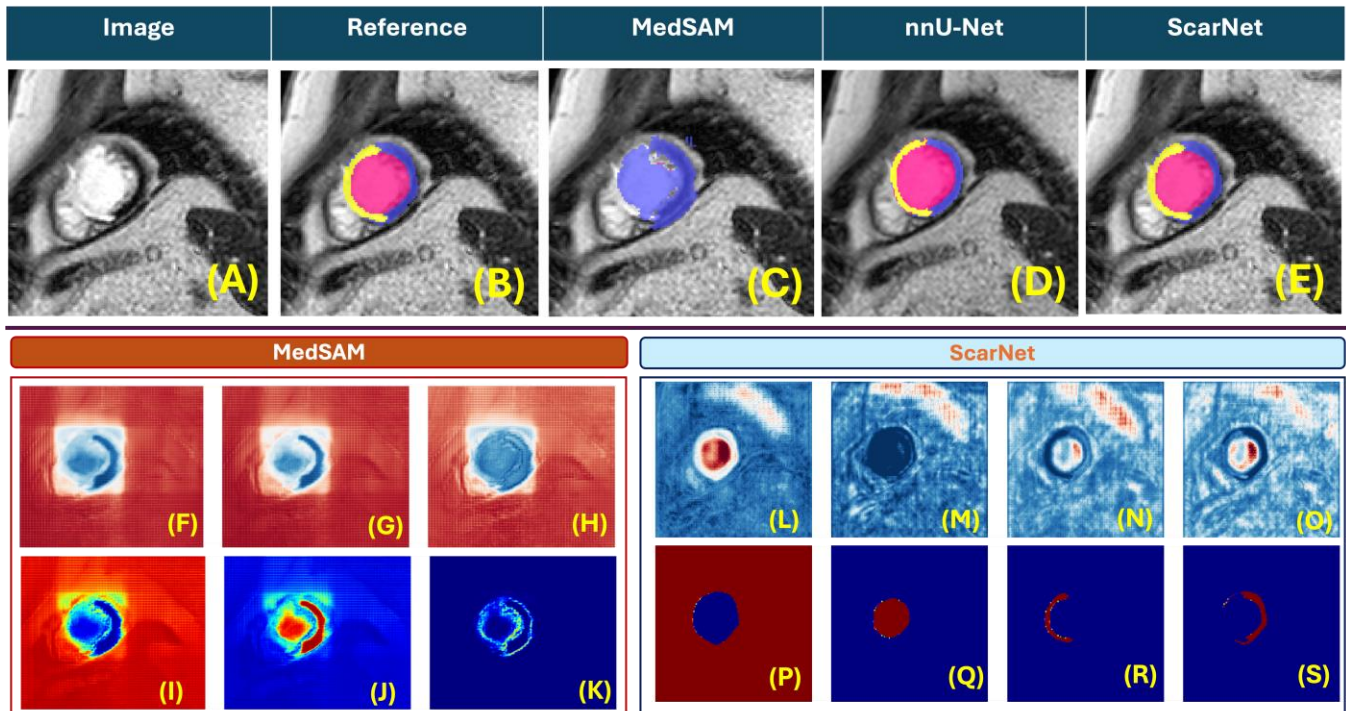 Image Reference MedSAM nnU-Net ScarNet
(A) (B) (C) (D) (E)
MedSAM ScarNet
(F) (G) (H) (L) (M) (N) (O)
(I) (J) (K) (P) (Q) (R) (S)